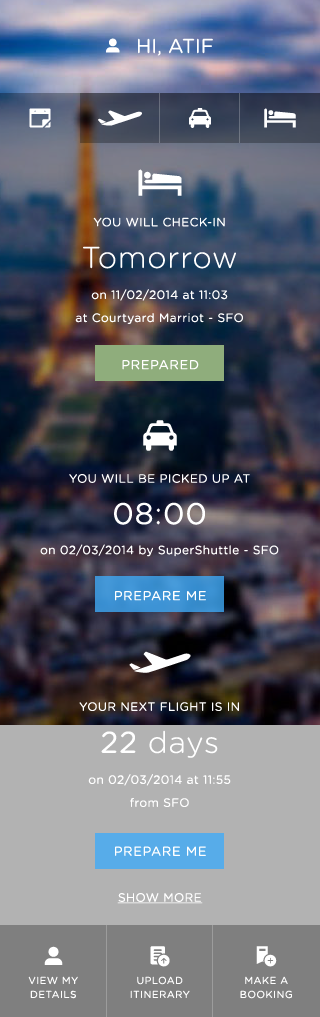 HI, ATIF
YOU WILL CHECK-IN
Tomorrow
on 11/02/2014 at 11:03
at Courtyard Marriot - SFO
PREPARED
YOU WILL BE PICKED UP AT
08:00
on 02/03/2014 by SuperShuttle - SFO
PREPARE ME
YOUR NEXT FLIGHT IS IN
22 days
on 02/03/2014 at 11:55
from SFO
PREPARE ME
SHOW MORE
VIEW MY
DETAILS
UPLOAD
ITINERARY
MAKE A
BOOKING